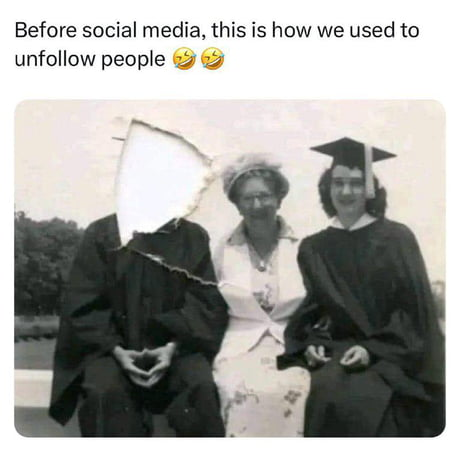 Before social media, this is how we used to
unfollow people 🤣🤣